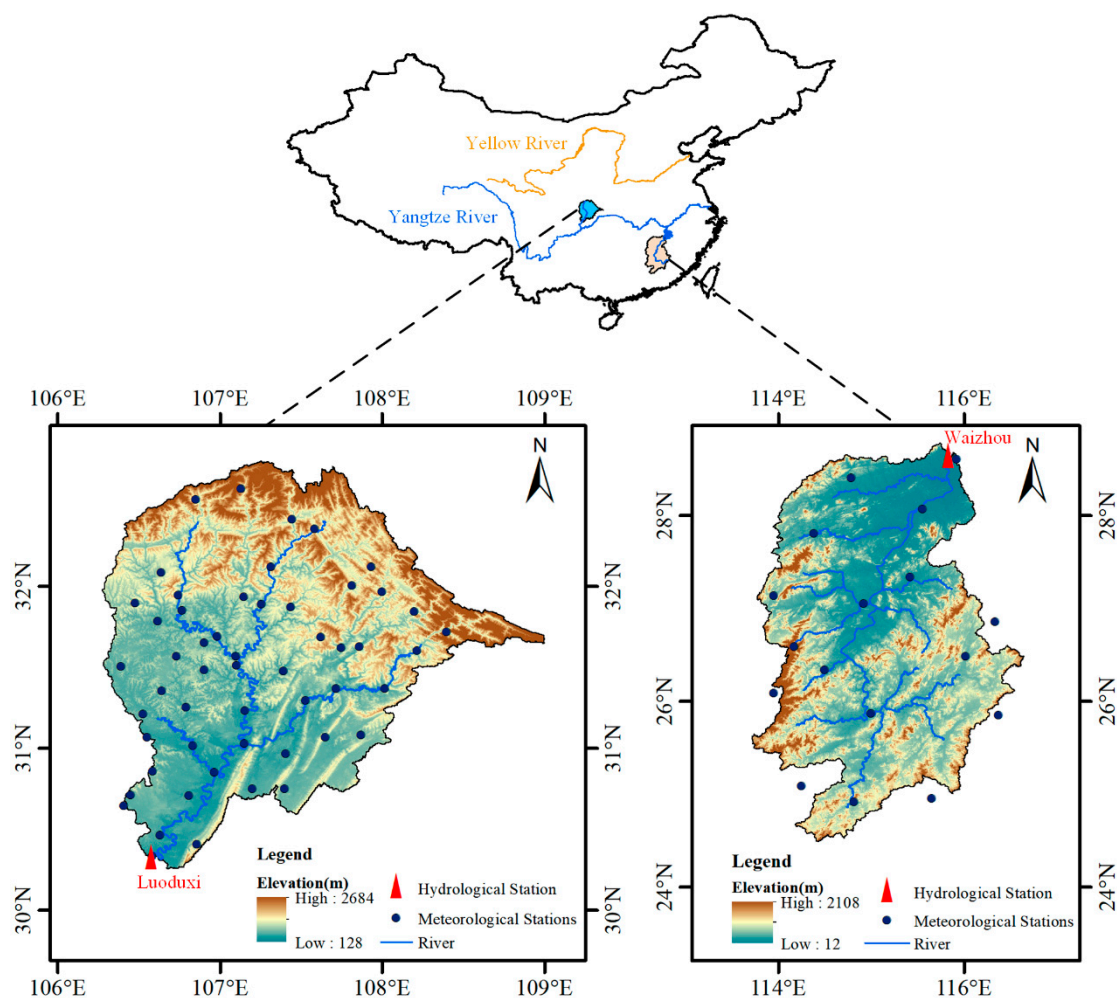 Yellow River
Yangtze River
106°E
107°E
108°E
109°E
114°E
116°E
N
32°N
31°N
30°N
32°N
31°N
30°N
Luoduxi
Legend
Elevation(m)
High : 2684
Low : 128
Hydrological Station
Meteorological Stations
River
106°E
107°E
108°E
109°E
Waizhou
N
28°N
26°N
24°N
28°N
26°N
24°N
Legend
Elevation(m)
High : 2108
Low : 12
Hydrological Station
Meteorological Stations
River
114°E
116°E